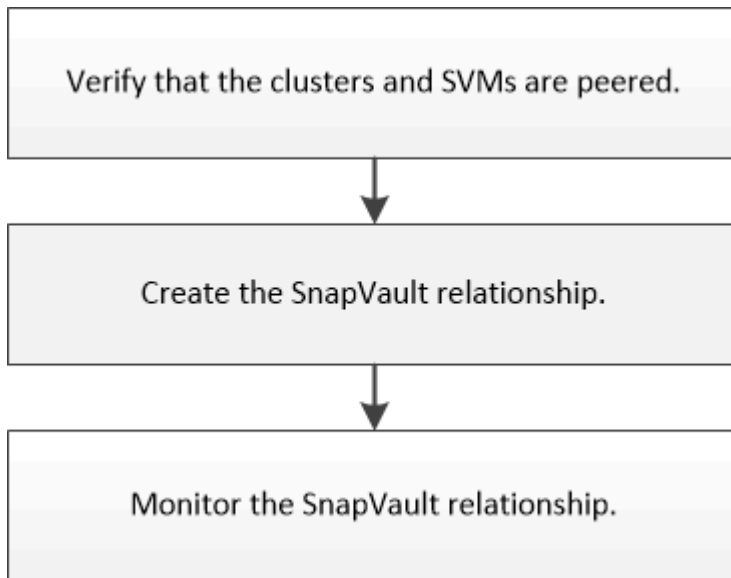 Verify that the clusters and SVMs are peered.
Create the SnapVault relationship.
Monitor the SnapVault relationship.